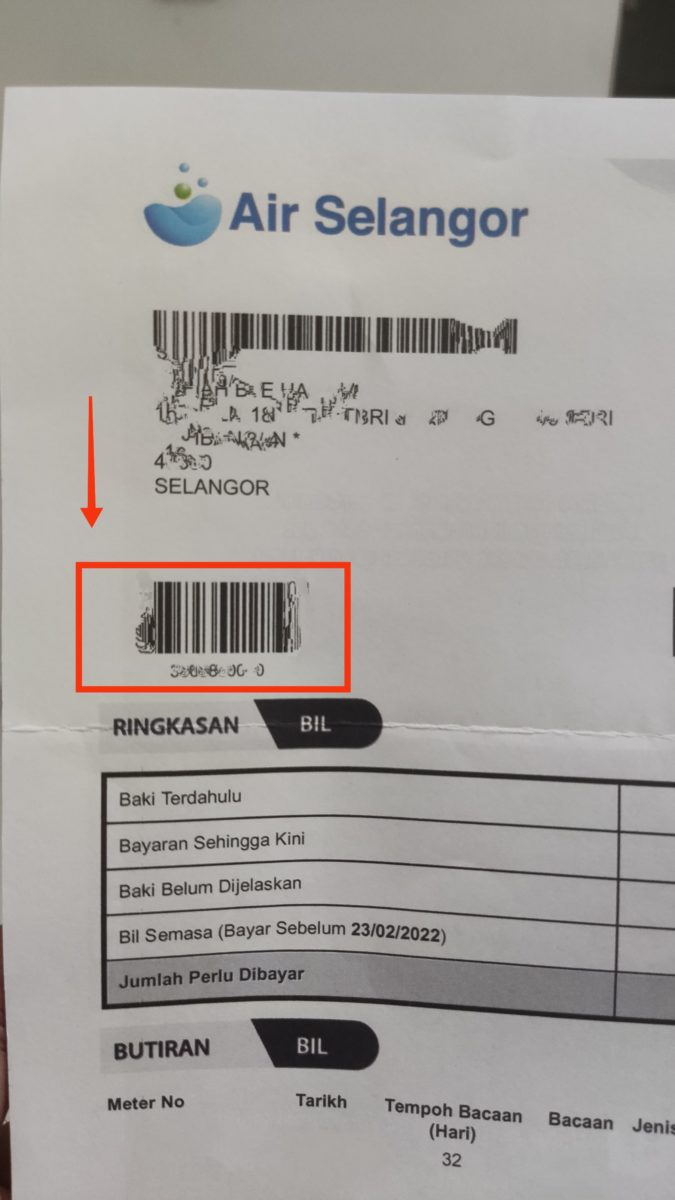 Air Selangor
SELANGOR
RINGKASAN BIL
Baki Terdahulu
Bayaran Sehingga Kini
Baki Belum Dijelaskan
Bil Semasa (Bayar Sebelum 23/02/2022)
Jumlah Perlu Dibayar
BUTIRAN BIL
Meter No Tarikh Tempoh Bacaan Bacaan Jenis
(Hari)
32